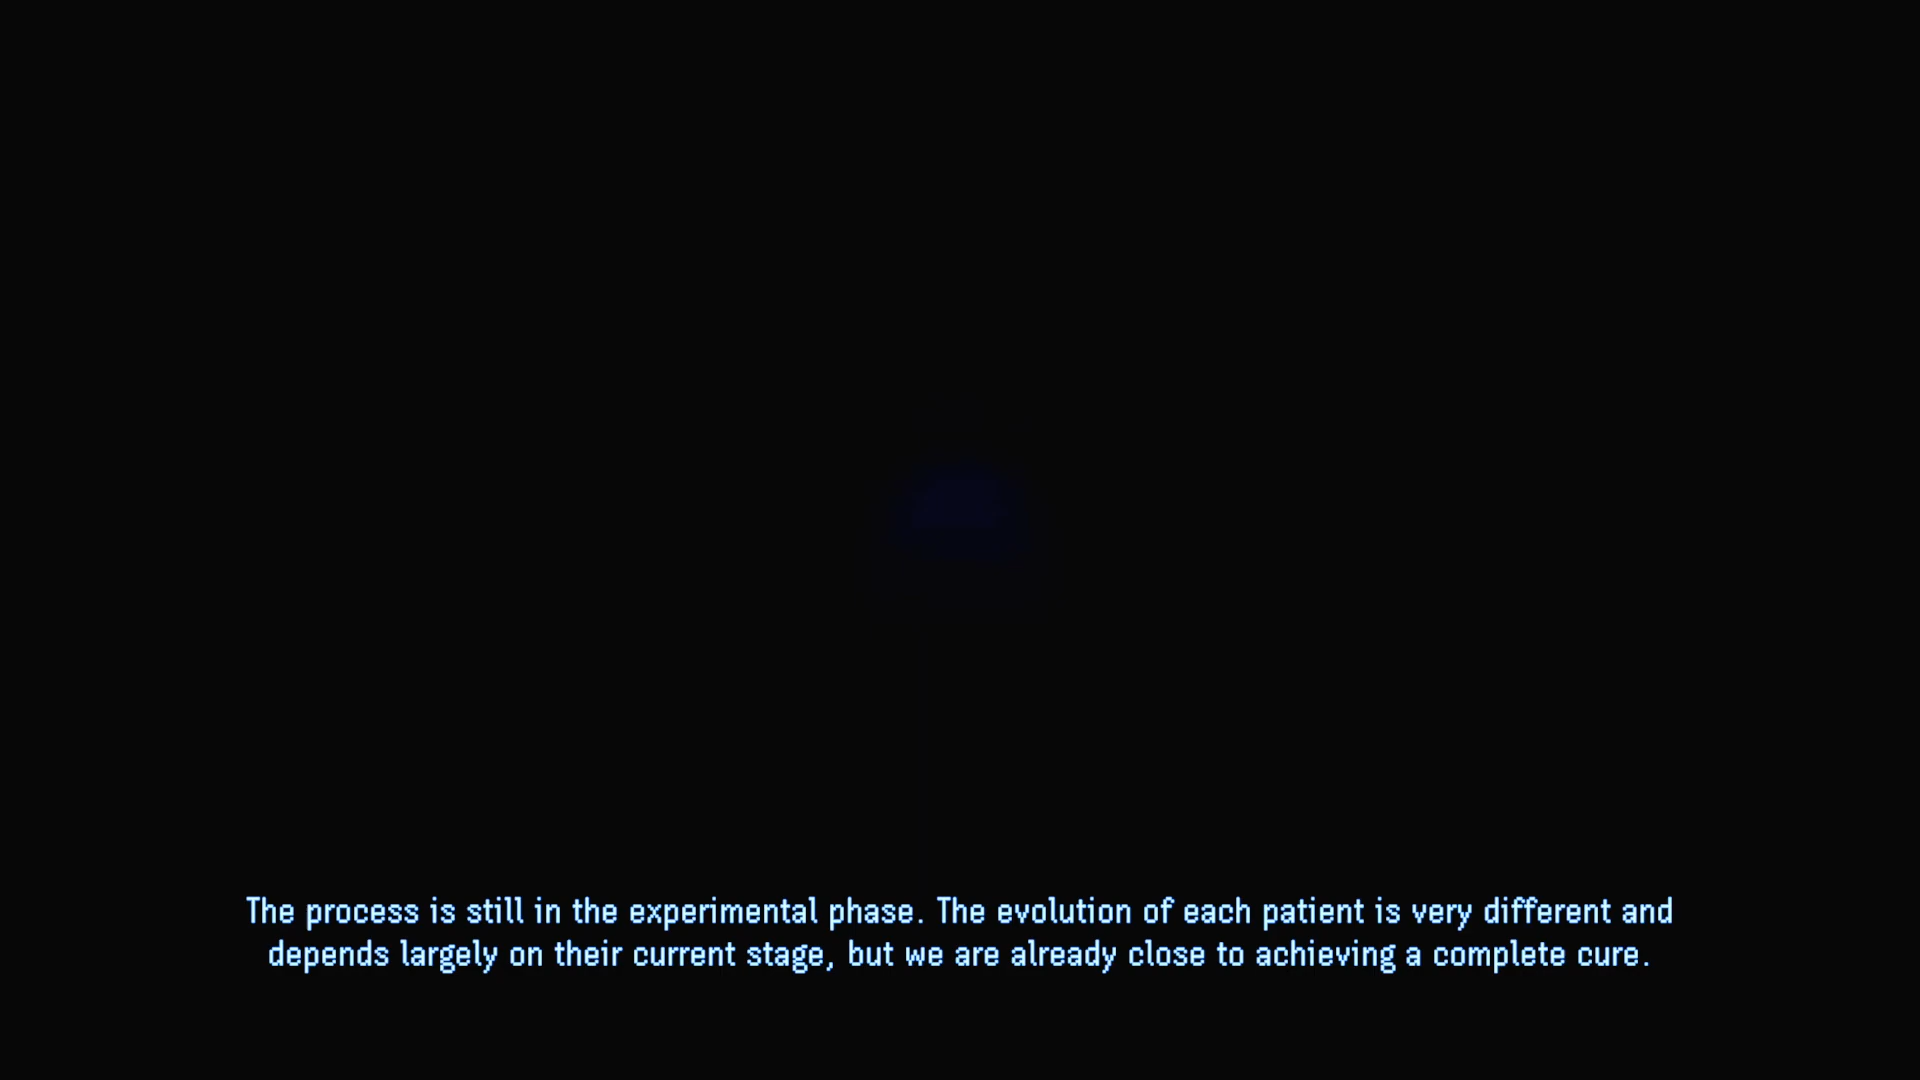 The process is still in the experimental phase. The evolution of each patient is very different and
depends largely on their current stage, but we are already close to achieving a complete cure.